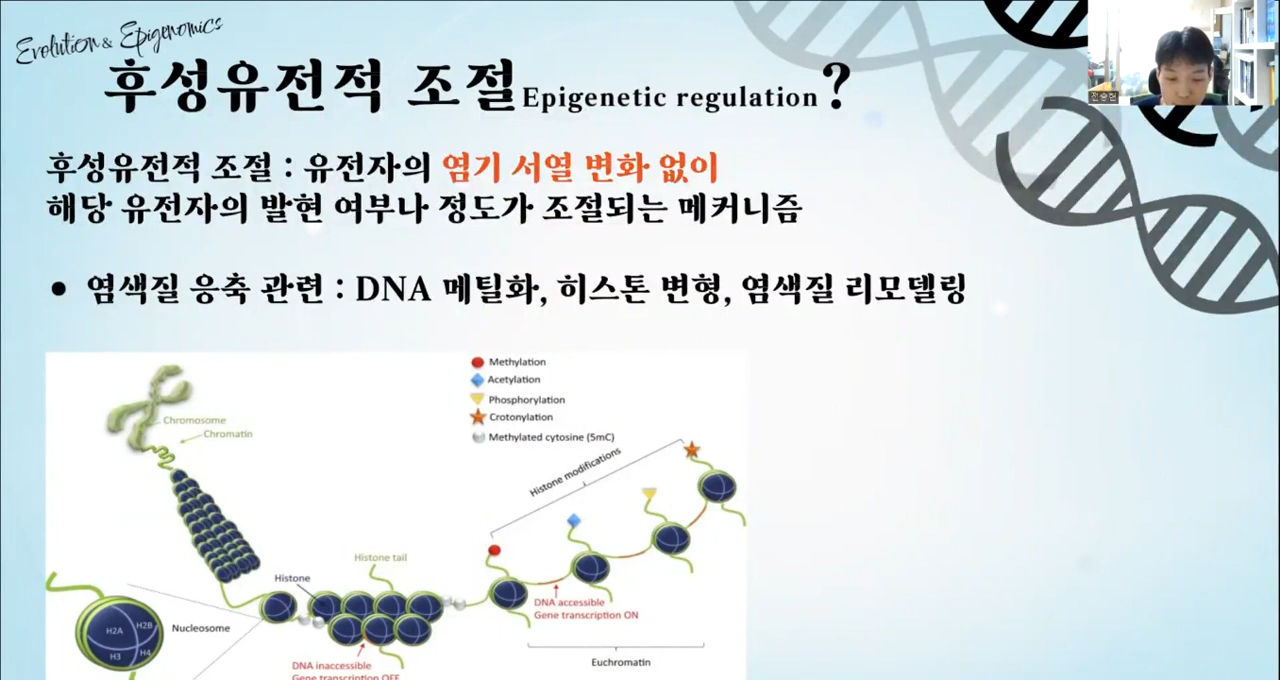 Evolution & Epigenomics
후성유전적 조절 Epigenetic regulation ?
전승현
후성유전적 조절 : 유전자의 염기 서열 변화 없이
해당 유전자의 발현 여부나 정도가 조절되는 메커니즘
• 염색질 응축 관련 : DNA 메틸화, 히스톤 변형, 염색질 리모델링
Methylation
Acetylation
Phosphorylation
Crotonylation
Methylated cytosine (5mC)
Chromosome
Chromatin
Histone modifications
Histone tail
Histone
Nucleosome
H2A
H2B
H3
H4
DNA accessible
Gene transcription ON
Euchromatin
DNA inaccessible
Gene transcription OFF